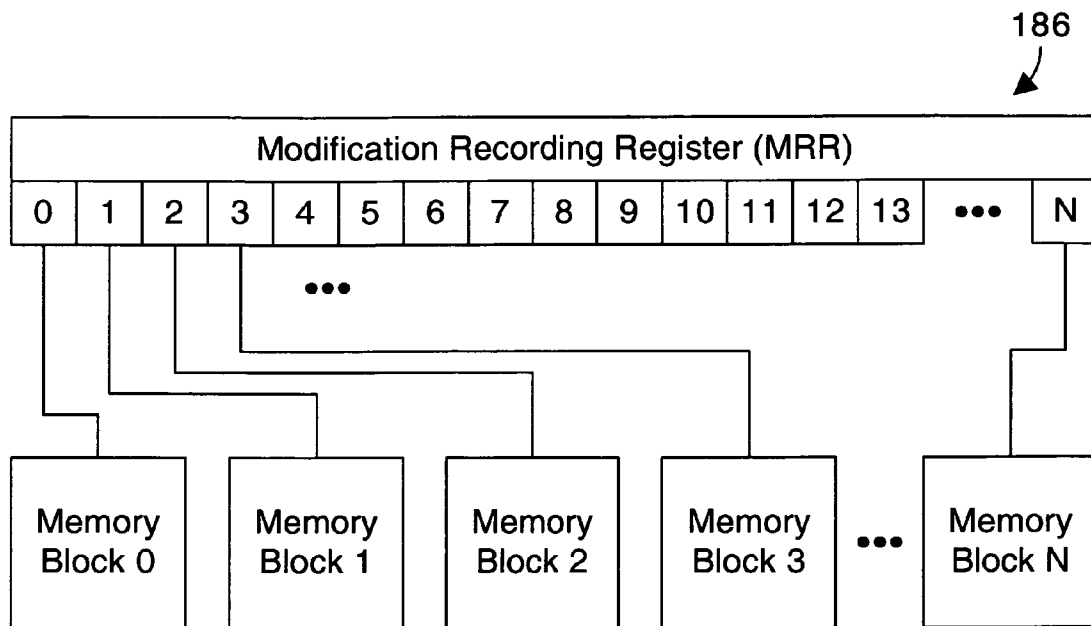 186
Modification Recording Register (MRR)
0 1 2 3 4 5 6 7 8 9 10 11 12 13 ••• N
•••
Memory Block 0
Memory Block 1
Memory Block 2
Memory Block 3
•••
Memory Block N